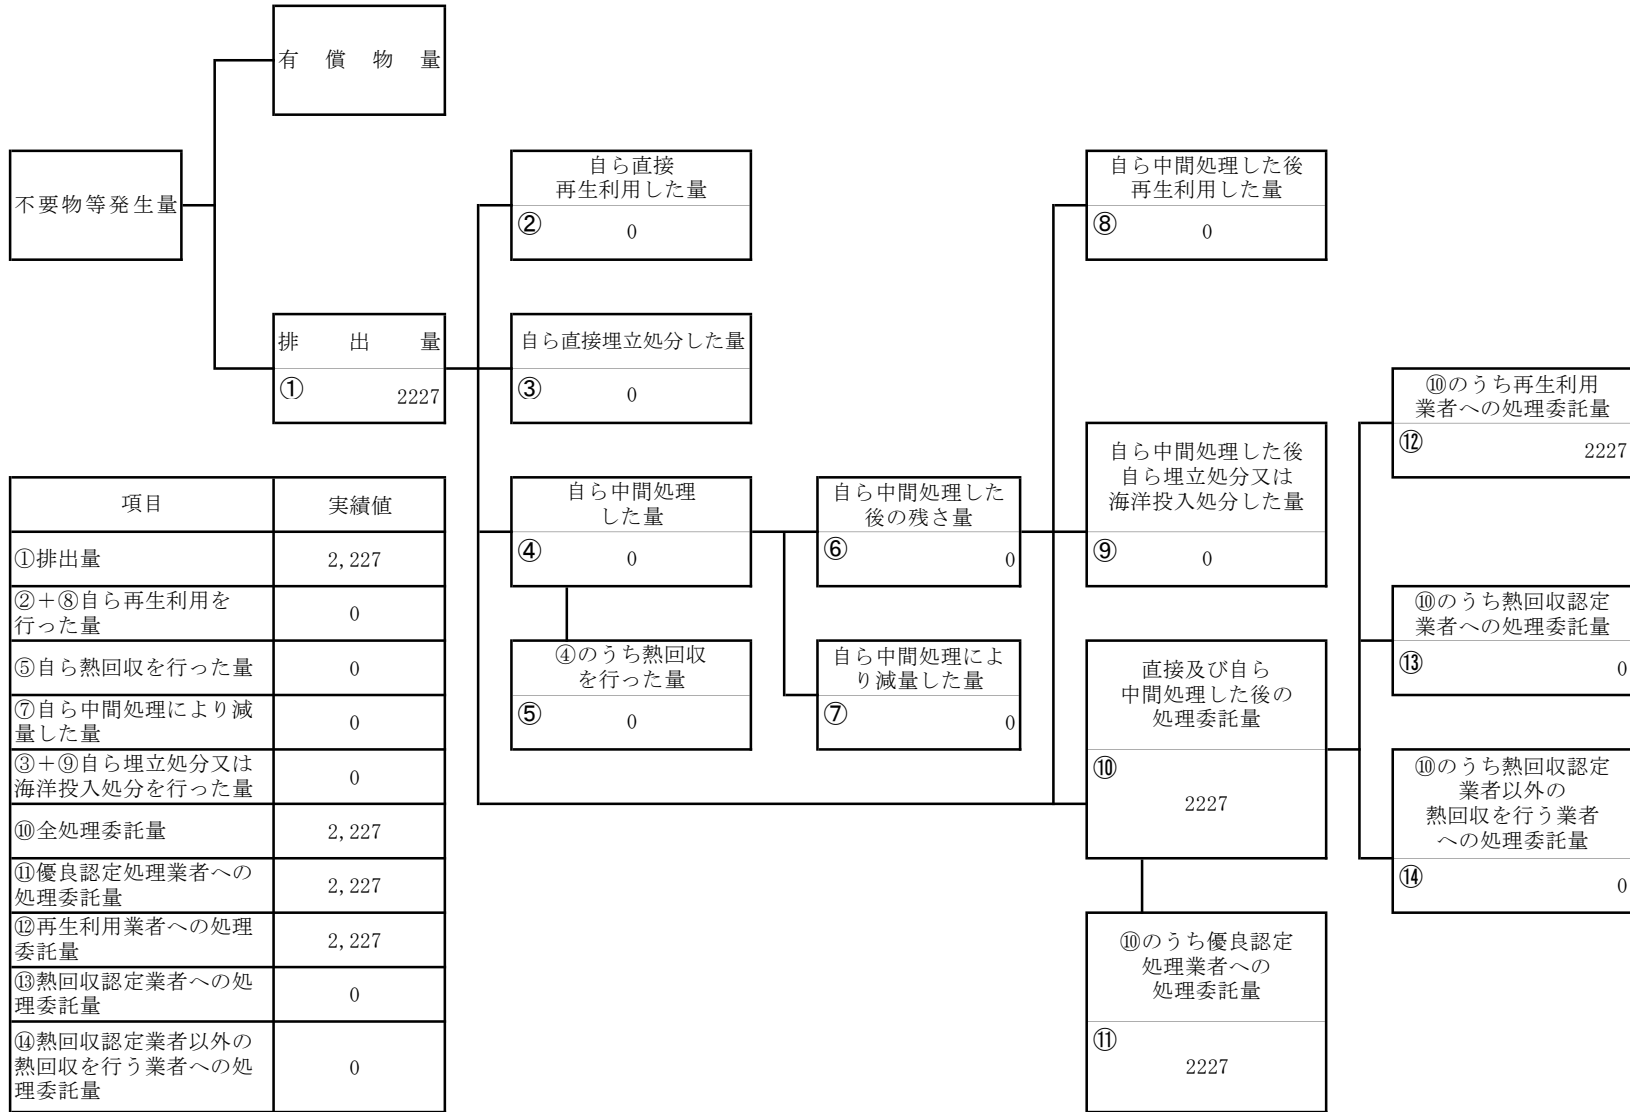 有償物量
不要物等発生量
排出量
①
2227
自ら直接
再生利用した量
②
0
自ら直接埋立処分した量
③
0
自ら中間処理
した量
④
0
④のうち熱回収
を行った量
⑤
0
自ら中間処理した
後の残さ量
⑥
0
自ら中間処理によ
り減量した量
⑦
0
自ら中間処理した後
再生利用した量
⑧
0
自ら中間処理した後
自ら埋立処分又は
海洋投入処分した量
⑨
0
直接及び自ら
中間処理した後の
処理委託量
⑩
2227
⑩のうち優良認定
処理業者への
処理委託量
⑪
2227
⑩のうち再生利用
業者への処理委託量
⑫
2227
⑩のうち熱回収認定
業者への処理委託量
⑬
0
⑩のうち熱回収認定
業者以外の
熱回収を行う業者
への処理委託量
⑭
0
項目 実績値
①排出量 2,227
②+⑧自ら再生利用を
行った量 0
⑤自ら熱回収を行った量 0
⑦自ら中間処理により減
量した量 0
③+⑨自ら埋立処分又は
海洋投入処分を行った量 0
⑩全処理委託量 2,227
⑪優良認定処理業者への
処理委託量 2,227
⑫再生利用業者への処理
委託量 2,227
⑬熱回収認定業者への処
理委託量 0
⑭熱回収認定業者以外の
熱回収を行う業者への処
理委託量 0